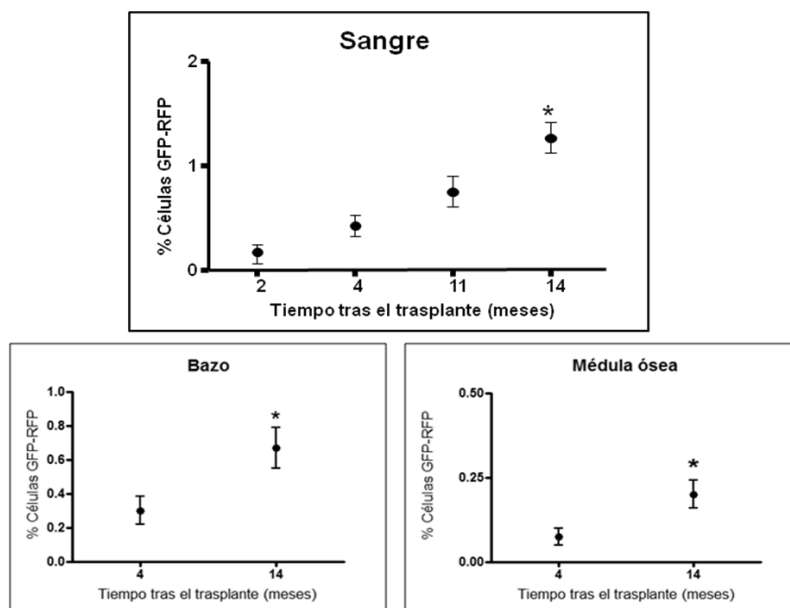 Sangre
2
*
1
0
% Células GFP-RFP
2 4 11 14
Tiempo tras el trasplante (meses)
Bazo
1.0
*
0.8
0.6
0.4
0.2
0.0
% Células GFP-RFP
4 14
Tiempo tras el trasplante (meses)
Médula ósea
0.50
*
0.25
0.00
% Células GFP-RFP
4 14
Tiempo tras el trasplante (meses)